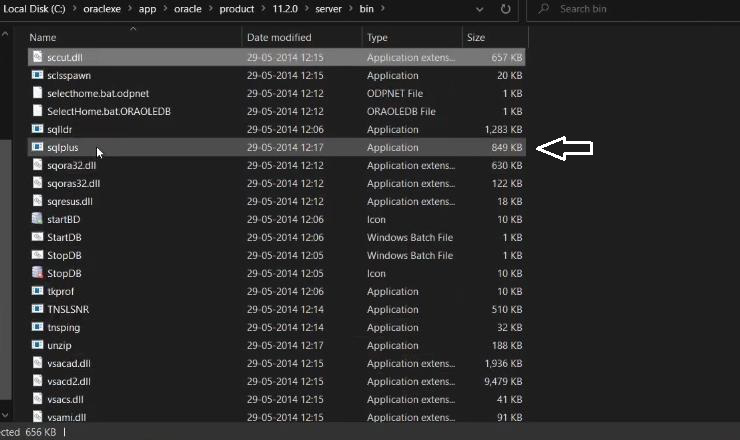 Local Disk (C:) > oraclexe > app > oracle > product > 11.2.0 > server > bin > Search bin
Name Date modified Type Size
sccut.dll 29-05-2014 12:15 Application extens... 657 KB
sclsspawn 29-05-2014 12:15 Application 20 KB
selecthome.bat.odpnet 29-05-2014 12:12 ODPNET File 1 KB
SelectHome.bat.ORAOLEDB 29-05-2014 12:12 ORAOLEDB File 1 KB
sqlldr 29-05-2014 12:06 Application 1,283 KB
sqlplus 29-05-2014 12:17 Application 849 KB
sqora32.dll 29-05-2014 12:12 Application extens... 630 KB
sqoras32.dll 29-05-2014 12:12 Application extens... 122 KB
sqresus.dll 29-05-2014 12:12 Application extens... 18 KB
startBD 29-05-2014 12:06 Icon 10 KB
StartDB 29-05-2014 12:06 Windows Batch File 1 KB
StopDB 29-05-2014 12:05 Windows Batch File 1 KB
StopDB 29-05-2014 12:05 Icon 10 KB
tkprof 29-05-2014 12:06 Application 10 KB
TNSLSNR 29-05-2014 12:14 Application 510 KB
tnsping 29-05-2014 12:14 Application 32 KB
unzip 29-05-2014 12:17 Application 188 KB
vsacad.dll 29-05-2014 12:15 Application extens... 1,936 KB
vsacd2.dll 29-05-2014 12:15 Application extens... 9,479 KB
vsacs.dll 29-05-2014 12:15 Application extens... 41 KB
vsami.dll 29-05-2014 12:15 Application extens... 91 KB
ected 656 KB